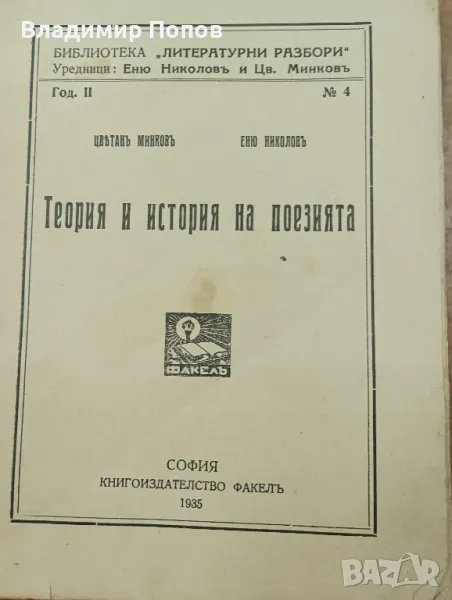 Владимир Попов
БИБЛИОТЕКА „ЛИТЕРАТУРНИ РАЗБОРИ“
Уредници: Еню Николовъ и Цв. Минковъ
Год. II № 4
ЦВѢТАНЪ МИНКОВЪ ЕНЮ НИКОЛОВЪ
Теория и история на поезията
ФАКЕЛЪ
СОФИЯ
КНИГОИЗДАТЕЛСТВО ФАКЕЛЪ
1935
BAZAR